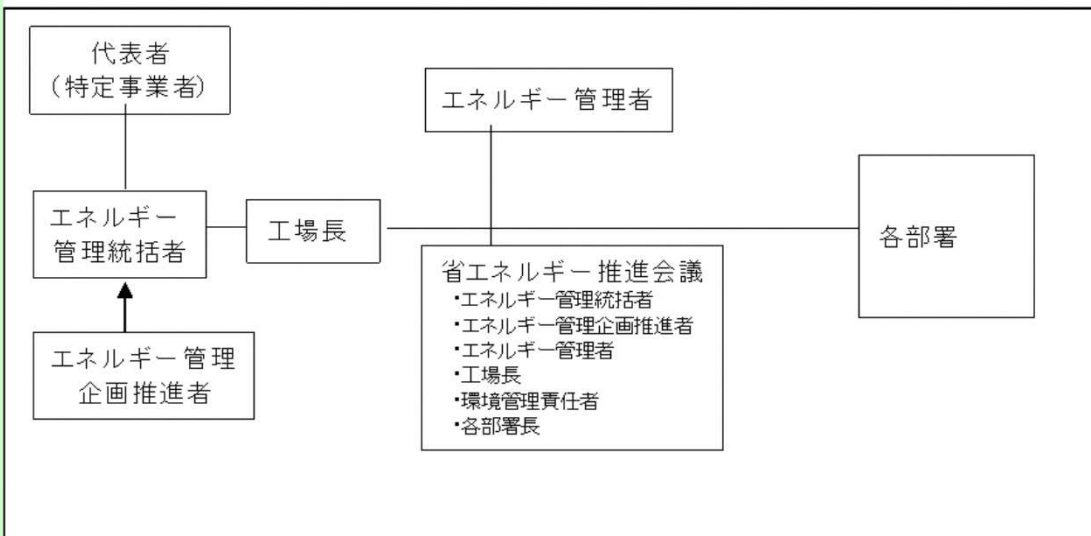 代表者
（特定事業者）
エネルギー管理者
エネルギー
管理統括者
工場長
各部署
省エネルギー推進会議
・エネルギー管理統括者
・エネルギー管理企画推進者
・エネルギー管理者
・工場長
・環境管理責任者
・各部署長
エネルギー管理
企画推進者